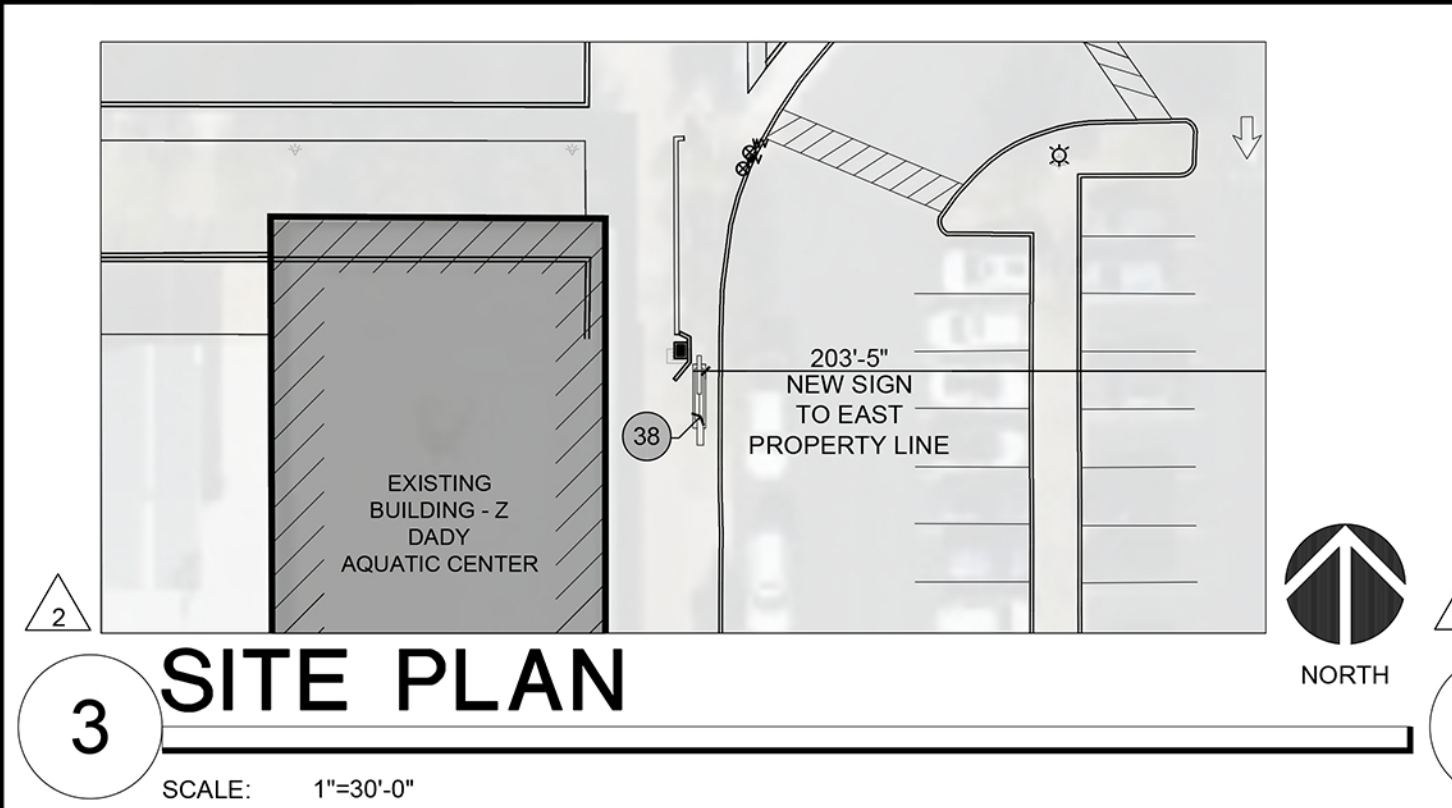 203'-5"
NEW SIGN
TO EAST
PROPERTY LINE
38
EXISTING
BUILDING - Z
DADY
AQUATIC CENTER
2
NORTH
3
SITE PLAN
SCALE: 1"=30'-0"